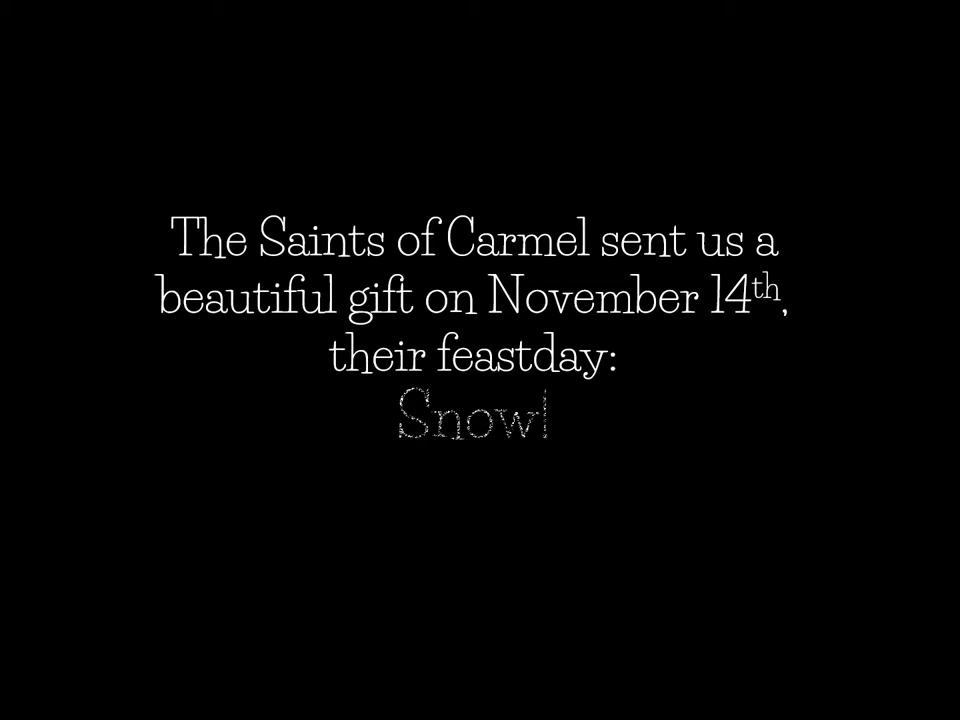 The Saints of Carmel sent us a
beautiful gift on November 14th,
their feastday:
Snow!